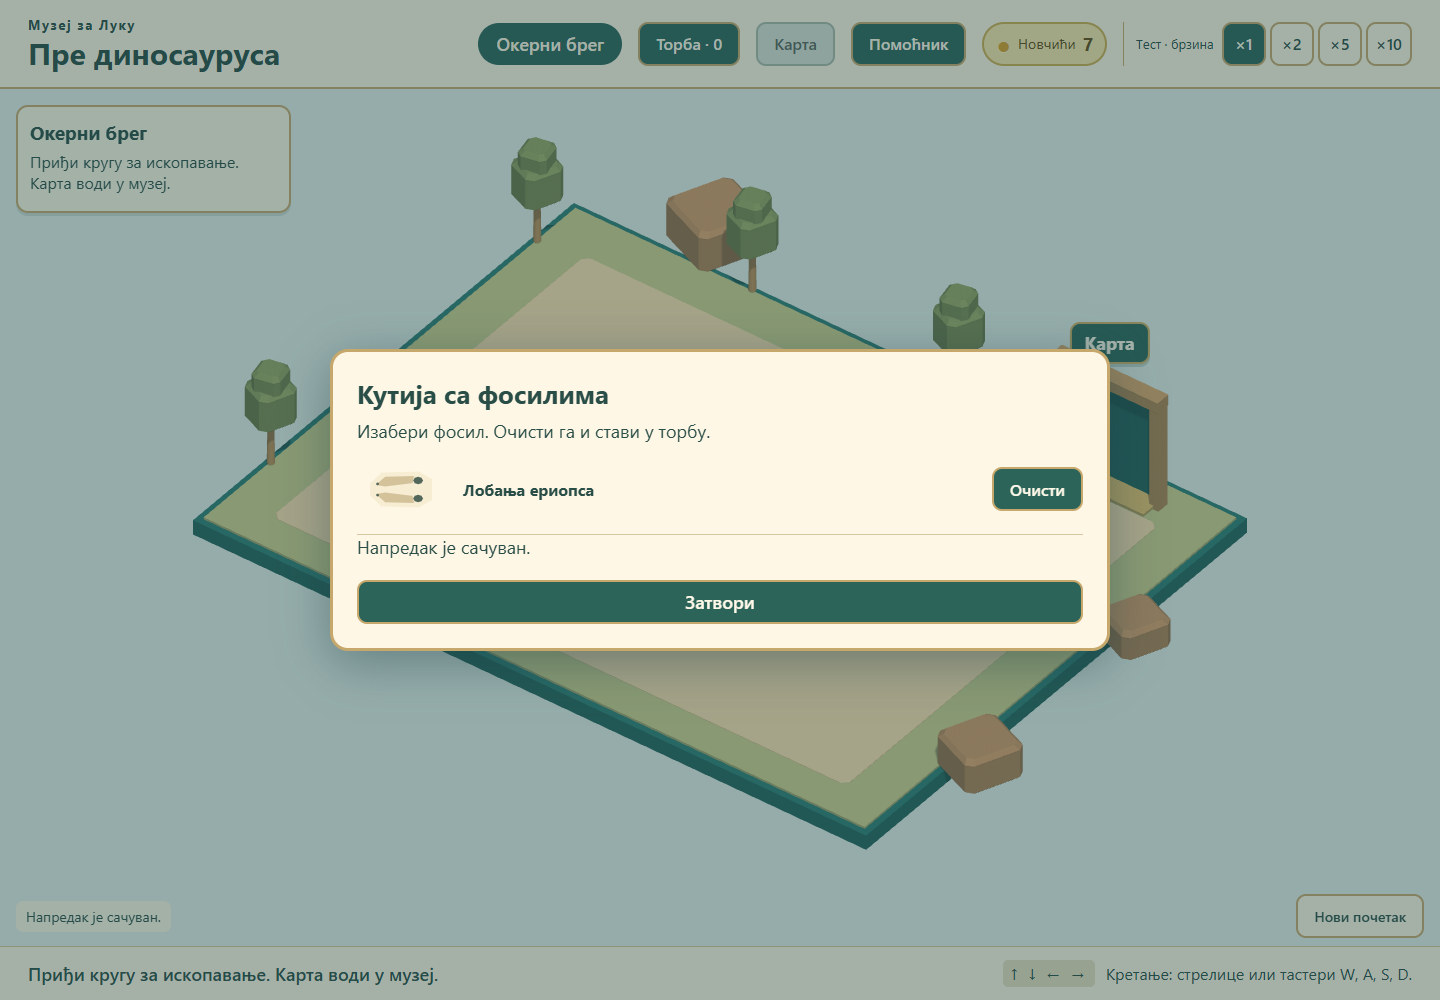 Музеј за Луку
Пре диносауруса
Окерни брег
Торба · 0
Карта
Помоћник
Новчићи 7
Тест · брзина
×1
×2
×5
×10
Окерни брег
Приђи кругу за ископавање.
Карта води у музеј.
Карта
Кутија са фосилима
Изабери фосил. Очисти га и стави у торбу.
Лобања ериопса
Очисти
Напредак је сачуван.
Затвори
Напредак је сачуван.
Нови почетак
Приђи кругу за ископавање. Карта води у музеј.
↑ ↓ ← → Кретање: стрелице или тастери W, A, S, D.